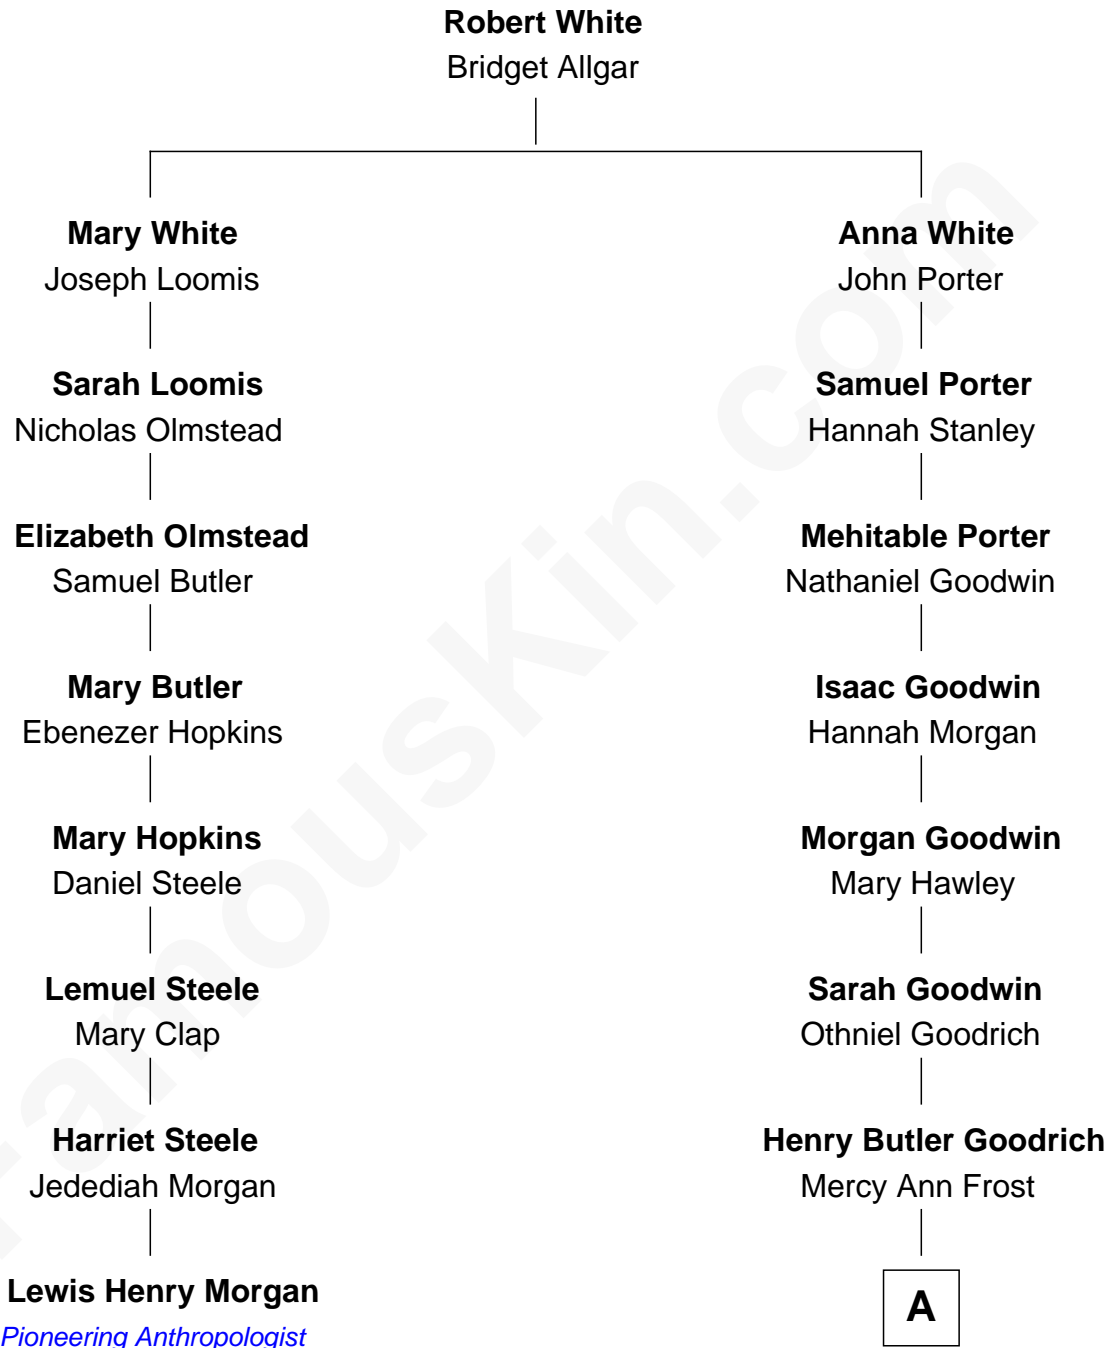 Robert White
Bridget Allgar
Mary White
Joseph Loomis
Anna White
John Porter
Sarah Loomis
Nicholas Olmstead
Samuel Porter
Hannah Stanley
Elizabeth Olmstead
Samuel Butler
Mehitable Porter
Nathaniel Goodwin
Mary Butler
Ebenezer Hopkins
Isaac Goodwin
Hannah Morgan
Mary Hopkins
Daniel Steele
Morgan Goodwin
Mary Hawley
Lemuel Steele
Mary Clap
Sarah Goodwin
Othniel Goodrich
Harriet Steele
Jedediah Morgan
Henry Butler Goodrich
Mercy Ann Frost
Lewis Henry Morgan
Pioneering Anthropologist
A
FamousKin.com